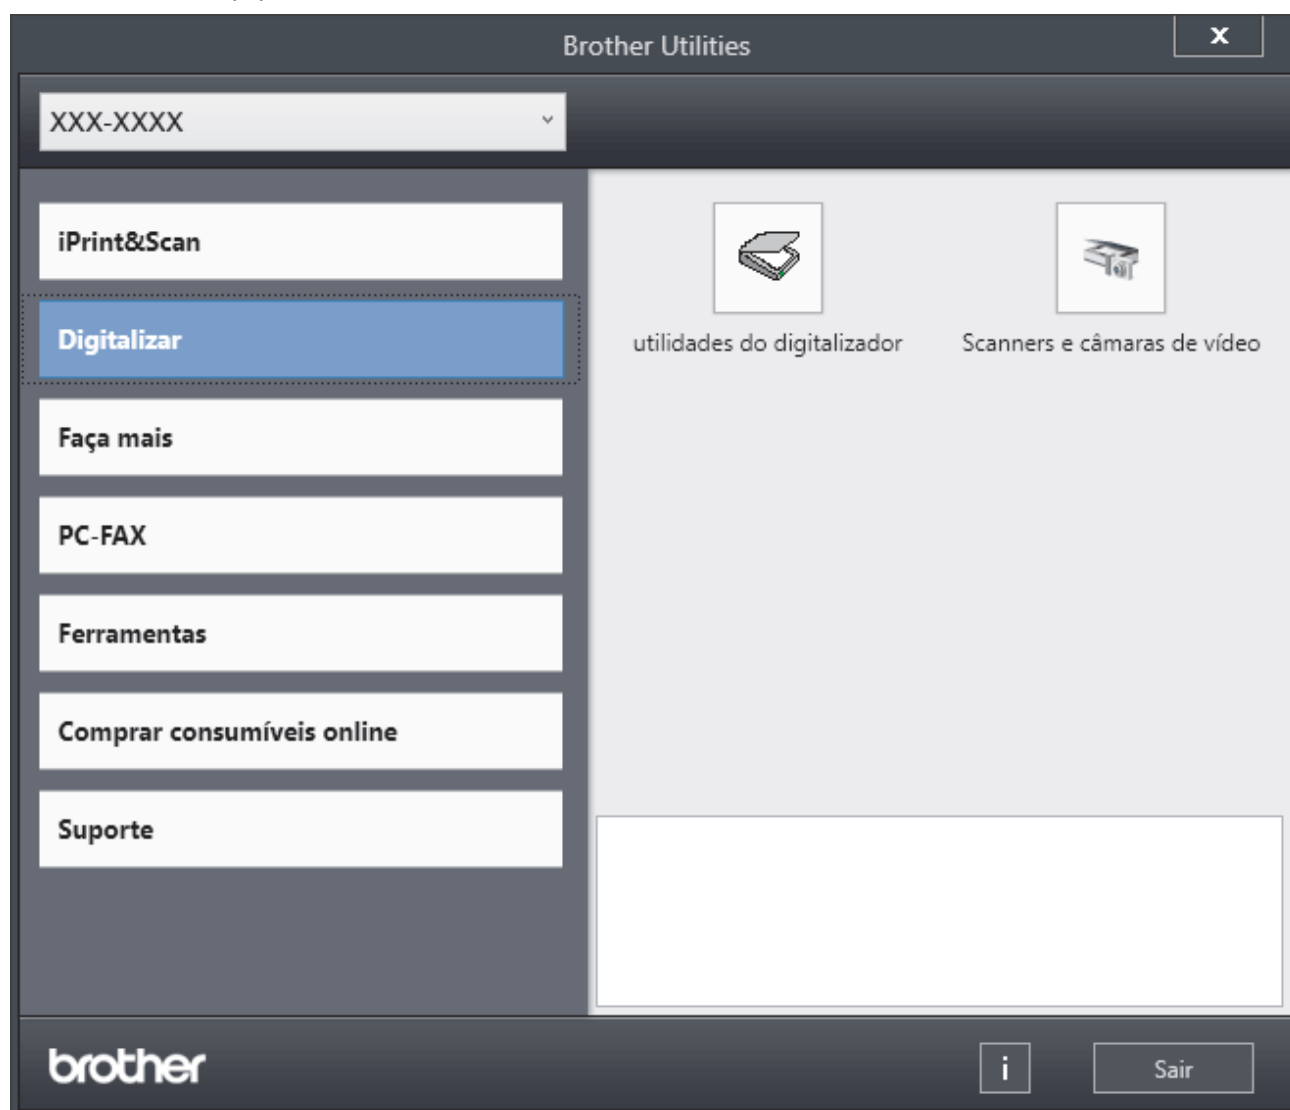 Brother Utilities
x
XXX-XXXX
iPrint&Scan
Digitalizar
Faça mais
PC-FAX
Ferramentas
Comprar consumíveis online
Suporte
utilidades do digitalizador
Scanners e câmaras de vídeo
brother
i
Sair